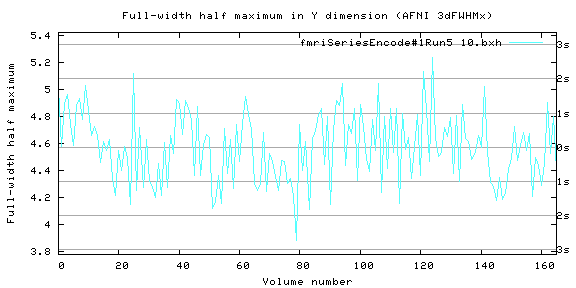 Full-width half maximum in Y dimension (AFNI 3dFWHMx)
fmriSeriesEncode#1Run5 10.bxh
Full-width half maximum
5.4
5.2
5
4.8
4.6
4.4
4.2
4
3.8
3s
2s
1s
0s
1s
2s
3s
0 20 40 60 80 100 120 140 160
Volume number